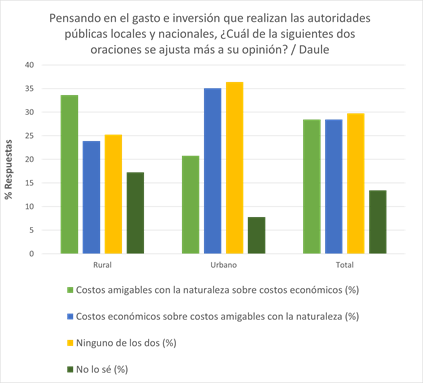 Pensando en el gasto e inversión que realizan las autoridades
públicas locales y nacionales, ¿Cuál de la siguientes dos
oraciones se ajusta más a su opinión? / Daule
% Respuestas
40
35
30
25
20
15
10
5
0
Rural
Urbano
Total
Costos amigables con la naturaleza sobre costos económicos (%)
Costos económicos sobre costos amigables con la naturaleza (%)
Ninguno de los dos (%)
No lo sé (%)